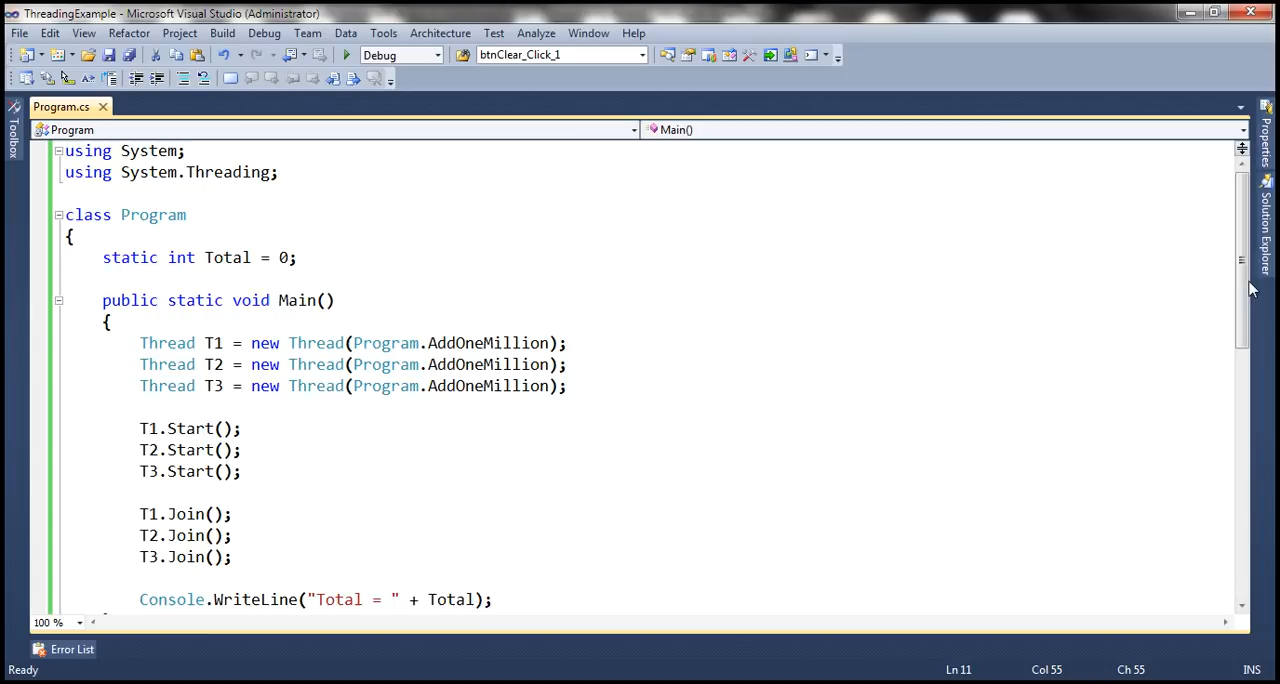 ThreadingExample - Microsoft Visual Studio (Administrator)
File Edit View Refactor Project Build Debug Team Data Tools Architecture Test Analyze Window Help
Debug btnClear_Click_1
Program.cs
Program Main()
Toolbox
Properties
Solution Explorer
using System;
using System.Threading;
class Program
{
static int Total = 0;
public static void Main()
{
Thread T1 = new Thread(Program.AddOneMillion);
Thread T2 = new Thread(Program.AddOneMillion);
Thread T3 = new Thread(Program.AddOneMillion);
T1.Start();
T2.Start();
T3.Start();
T1.Join();
T2.Join();
T3.Join();
Console.WriteLine("Total = " + Total);
100 %
Error List
Ready Ln 11 Col 55 Ch 55 INS